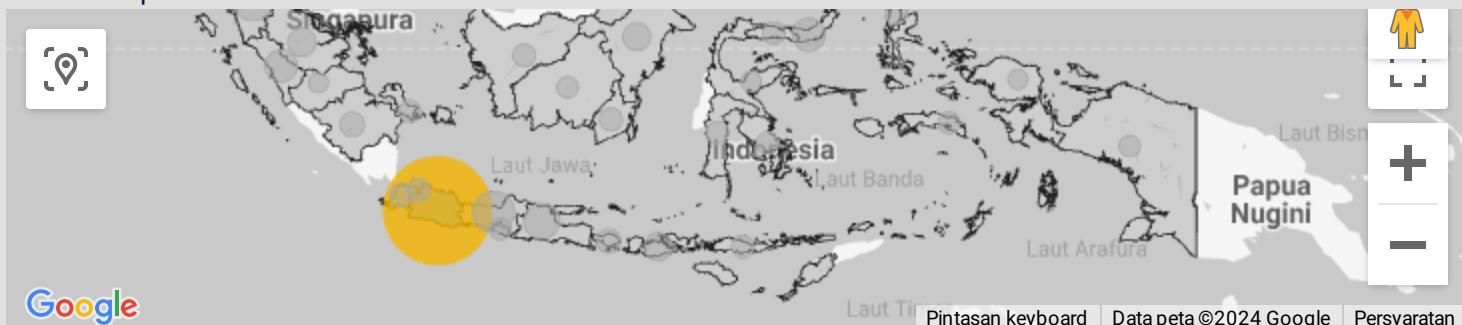 Singapura
Laut Jawa
Indonesia
Laut Banda
Laut Bism
Papua
Nugini
Laut Arafura
Laut Timor
Google
Pintasan keyboard
Data peta ©2024 Google
Persyaratan